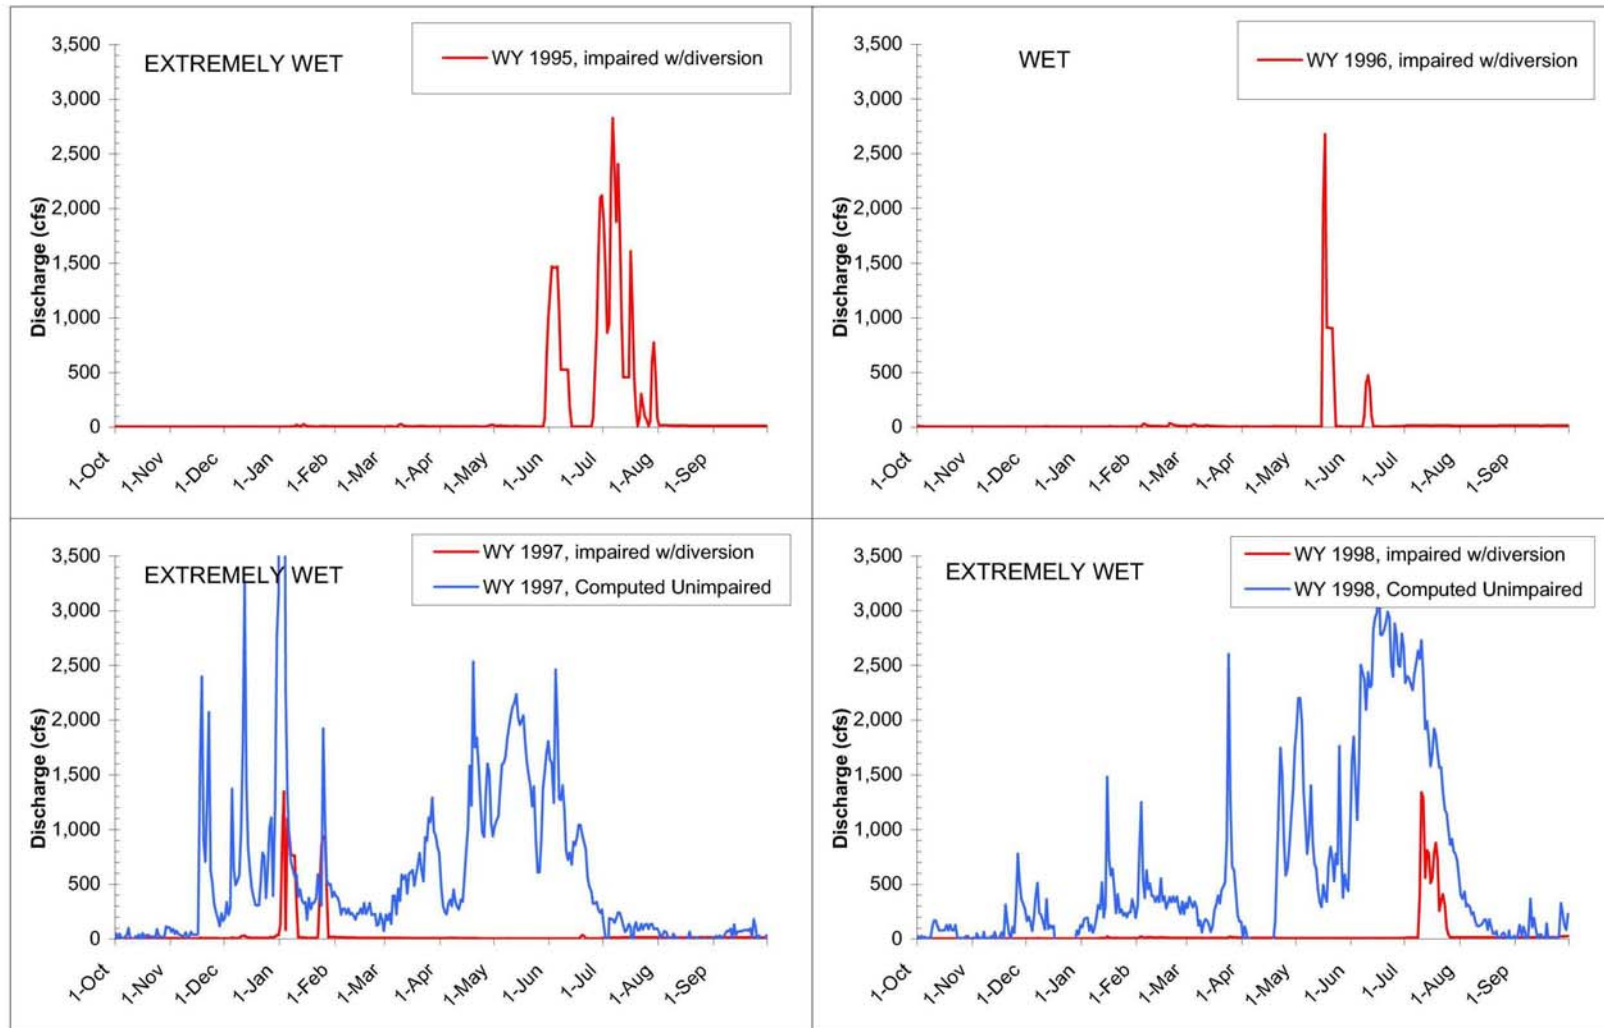 EXTREMELY WET
WY 1995, impaired w/diversion
Discharge (cfs)
3,500
3,000
2,500
2,000
1,500
1,000
500
0
1-Oct
1-Nov
1-Dec
1-Jan
1-Feb
1-Mar
1-Apr
1-May
1-Jun
1-Jul
1-Aug
1-Sep
WET
WY 1996, impaired w/diversion
Discharge (cfs)
3,500
3,000
2,500
2,000
1,500
1,000
500
0
1-Oct
1-Nov
1-Dec
1-Jan
1-Feb
1-Mar
1-Apr
1-May
1-Jun
1-Jul
1-Aug
1-Sep
EXTREMELY WET
WY 1997, impaired w/diversion
WY 1997, Computed Unimpaired
Discharge (cfs)
3,500
3,000
2,500
2,000
1,500
1,000
500
0
1-Oct
1-Nov
1-Dec
1-Jan
1-Feb
1-Mar
1-Apr
1-May
1-Jun
1-Jul
1-Aug
1-Sep
EXTREMELY WET
WY 1998, impaired w/diversion
WY 1998, Computed Unimpaired
Discharge (cfs)
3,500
3,000
2,500
2,000
1,500
1,000
500
0
1-Oct
1-Nov
1-Dec
1-Jan
1-Feb
1-Mar
1-Apr
1-May
1-Jun
1-Jul
1-Aug
1-Sep